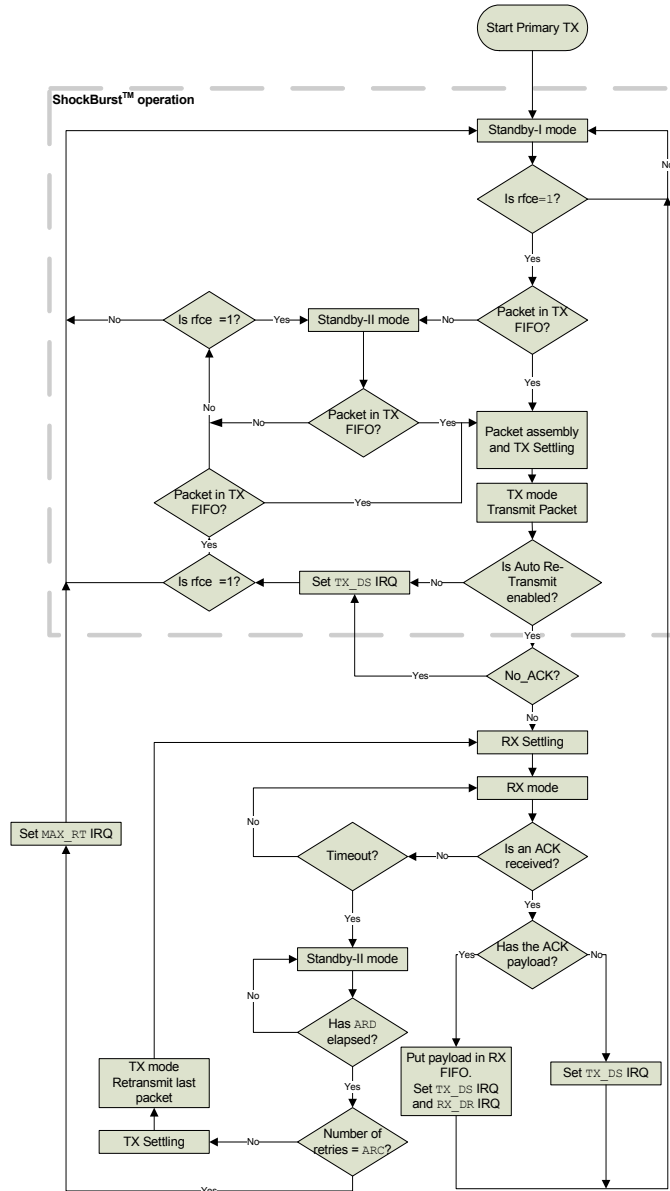 Start Primary TX
ShockBurst™ operation
Standby-I mode
No
Is rfce=1?
Yes
Is rfce =1?
No
Yes
Standby-II mode
No
Packet in TX
FIFO?
Yes
No
No
Packet in TX
FIFO?
Yes
Packet assembly
and TX Settling
Packet in TX
FIFO?
Yes
TX mode
Transmit Packet
Yes
Is rfce =1?
Set TX_DS IRQ
No
Is Auto Re-
Transmit
enabled?
Yes
Yes
No_ACK?
No
RX Settling
RX mode
No
Set MAX_RT IRQ
Timeout?
No
Is an ACK
received?
Yes
Yes
Standby-II mode
Yes
Has the ACK
payload?
No
No
Has ARD
elapsed?
Yes
TX mode
Retransmit last
packet
Put payload in RX
FIFO.
Set TX_DS IRQ
and RX_DR IRQ
Set TX_DS IRQ
TX Settling
No
Number of
retries = ARC?
Yes